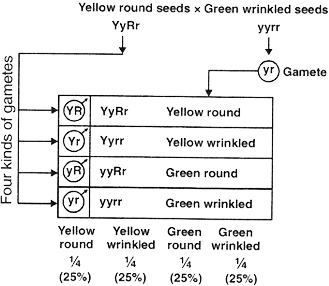 Yellow round seeds × Green wrinkled seeds
YyRr yyrr
yr Gamete
Four kinds of gametes
YR YyRr Yellow round
Yr Yyrr Yellow wrinkled
yR yyRr Green round
yr yyrr Green wrinkled
Yellow Yellow Green Green
round wrinkled round wrinkled
¼ ¼ ¼ ¼
(25%) (25%) (25%) (25%)